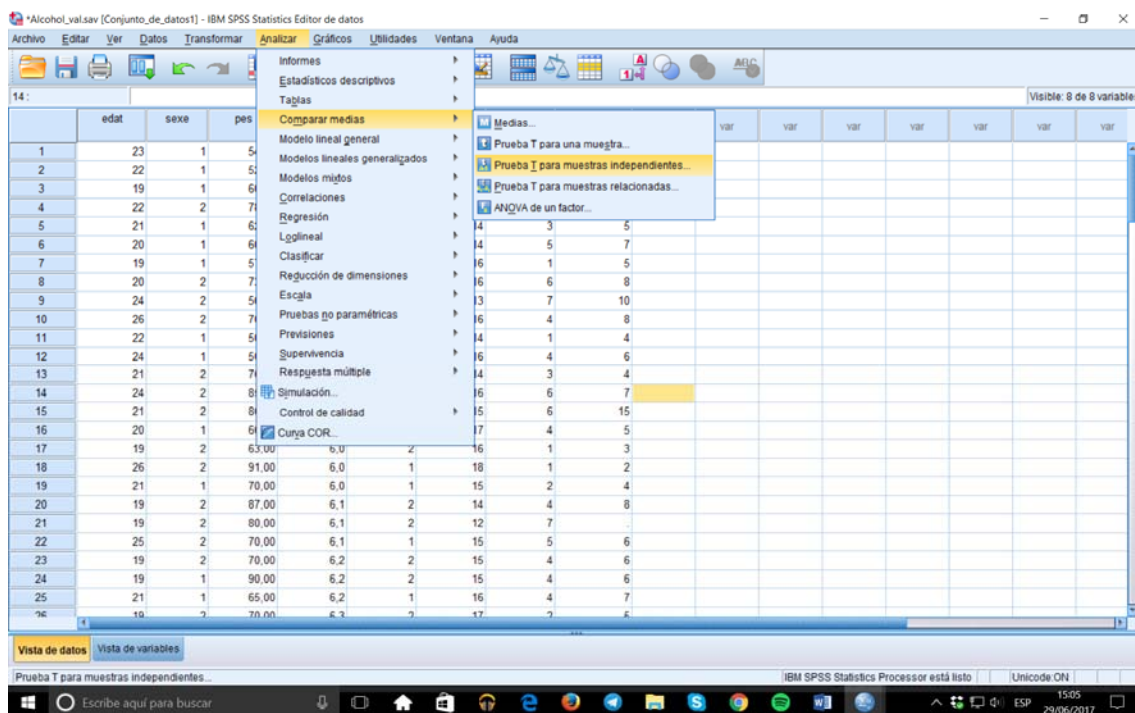 *Alcohol_val.sav [Conjunto_de_datos1] - IBM SPSS Statistics Editor de datos
Archivo Editar Ver Datos Transformar Analizar Gráficos Utilidades Ventana Ayuda
14 :
Visible: 8 de 8 variable
edat sexe pes var var var var var var var
Informes
Estadísticos descriptivos
Tablas
Comparar medias
Modelo lineal general
Modelos lineales generalizados
Modelos mixtos
Correlaciones
Regresión
Loglineal
Clasificar
Reducción de dimensiones
Escala
Pruebas no paramétricas
Previsiones
Supervivencia
Respuesta múltiple
Simulación...
Control de calidad
Curva COR...
Medias...
Prueba T para una muestra...
Prueba T para muestras independientes...
Prueba T para muestras relacionadas...
ANOVA de un factor...
1 23 1
2 22 1
3 19 1
4 22 2
5 21 1 3 5
6 20 1 5 7
7 19 1 1 5
8 20 2 6 8
9 24 2 7 10
10 26 2 4 8
11 22 1 1 4
12 24 1 4 6
13 21 2 3 4
14 24 2 6 7
15 21 2 6 15
16 20 1 4 5
17 19 2 63,00 6,0 2 16 1 3
18 26 2 91,00 6,0 1 18 1 2
19 21 1 70,00 6,0 1 15 2 4
20 19 2 87,00 6,1 2 14 4 8
21 19 2 80,00 6,1 2 12 7 .
22 25 2 70,00 6,1 1 15 5 6
23 19 2 70,00 6,2 2 15 4 6
24 19 1 90,00 6,2 2 15 4 6
25 21 1 65,00 6,2 1 16 4 7
26 19 2 70,00 6,3 2 17
Vista de datos Vista de variables
Prueba T para muestras independientes...
IBM SPSS Statistics Processor está listo
Unicode:ON
Escribe aquí para buscar
ESP
15:05
29/06/2017